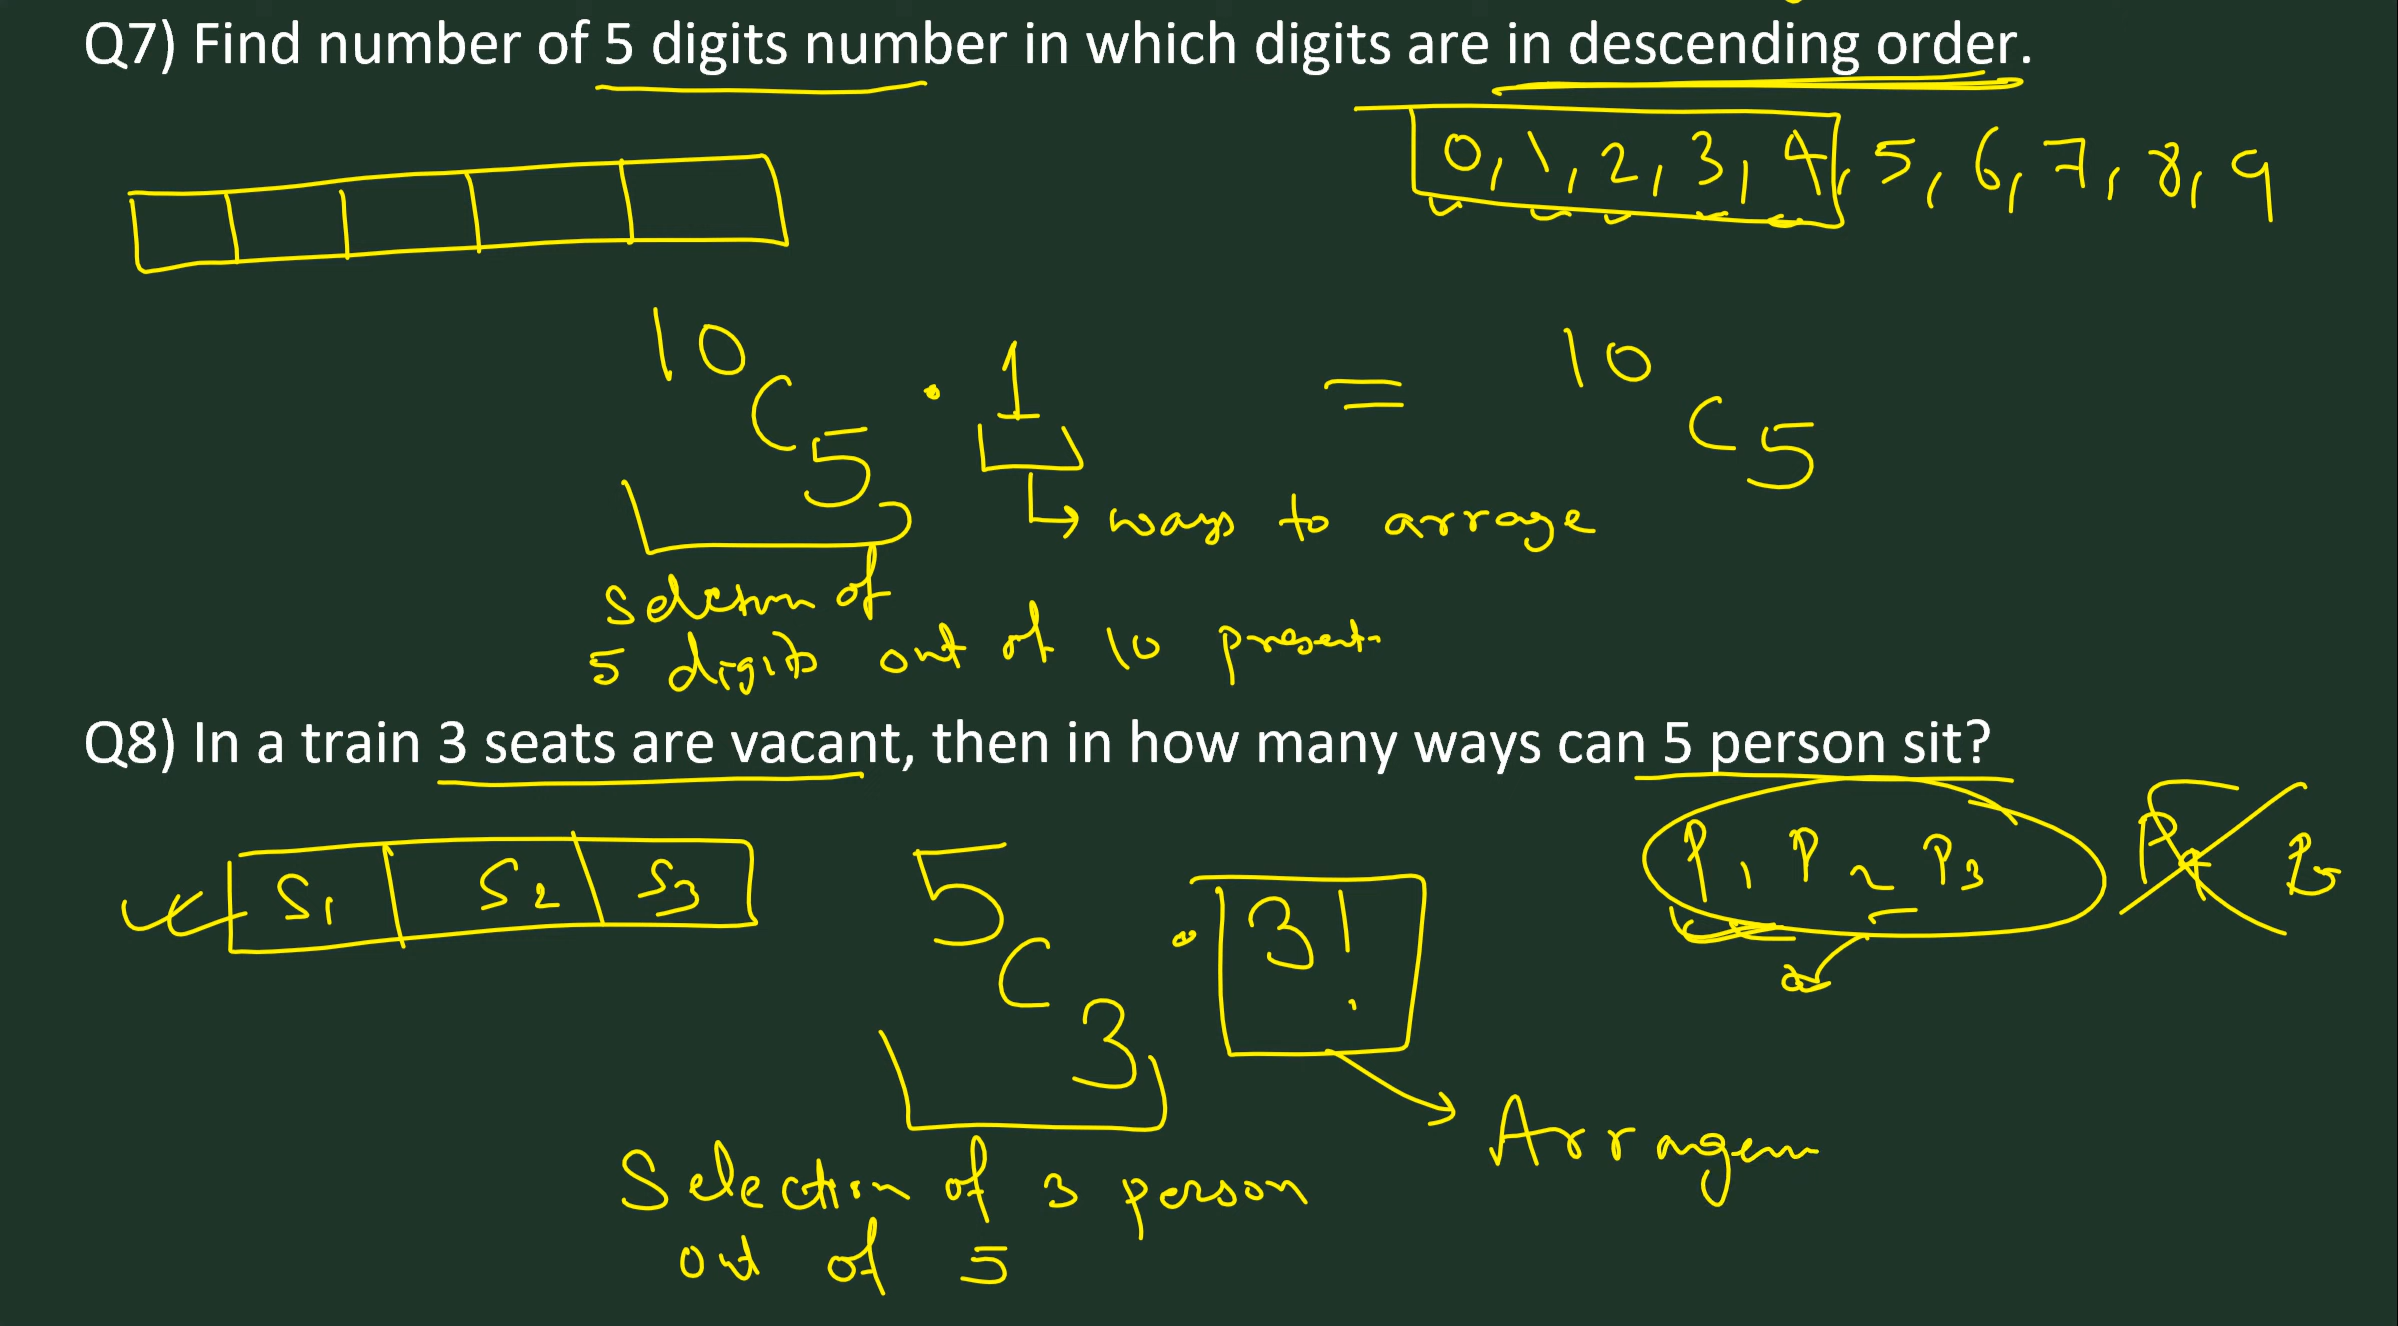 Q7) Find number of 5 digits number in which digits are in descending order.
0, 1, 2, 3, 4, 5, 6, 7, 8, 9
10C5 · 1 = 10C5
ways to arrage
Selection of
5 digits out of 10 present
Q8) In a train 3 seats are vacant, then in how many ways can 5 person sit?
S1 S2 S3
P1 P2 P3 P4 P5
5C3 · 3!
Arrangem
Selection of 3 person
out of 5